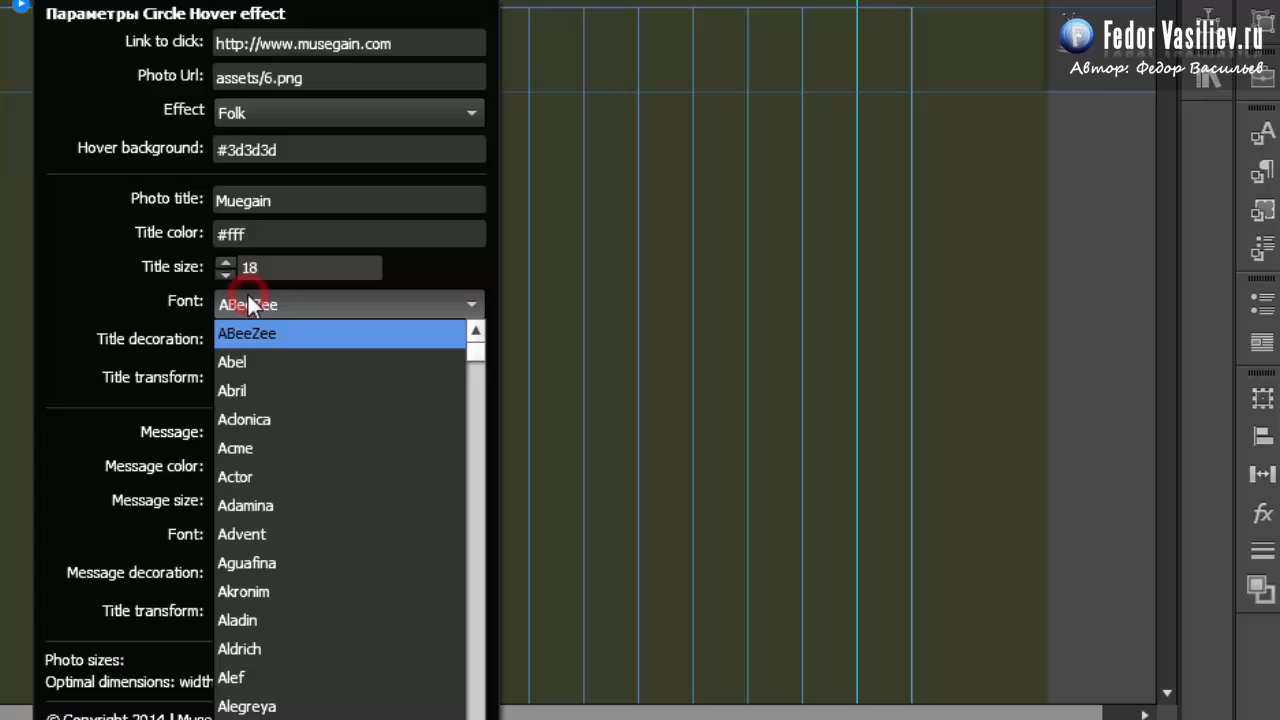 Параметры Circle Hover effect
Link to click: http://www.musegain.com
Photo Url: assets/6.png
Effect Folk
Hover background: #3d3d3d
Photo title: Muegain
Title color: #fff
Title size: 18
Font: ABeeZee
ABeeZee
Title decoration:
Abel
Title transform:
Abril
Aclonica
Message:
Acme
Message color:
Actor
Message size:
Adamina
Font:
Advent
Message decoration:
Aguafina
Akronim
Title transform:
Aladin
Aldrich
Photo sizes:
Alef
Optimal dimensions: width
Alegreya
© Copyright 2014 | Muse
Fedor Vasiliev.ru
Автор: Федор Васильев